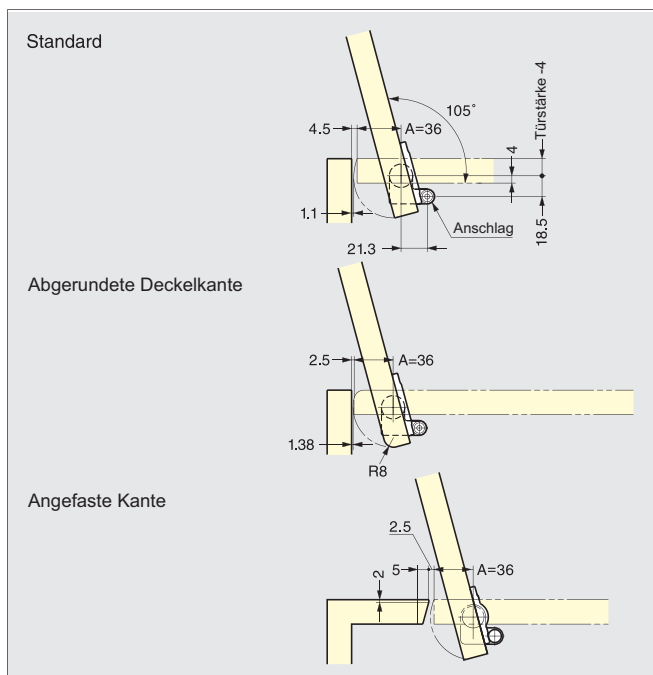 Standard
Türstärke -4
105°
4.5
A=36
4
1.1
Anschlag
18.5
21.3
Abgerundete Deckelkante
2.5
A=36
1.38
R8
Angefaste Kante
2.5
2
5
A=36